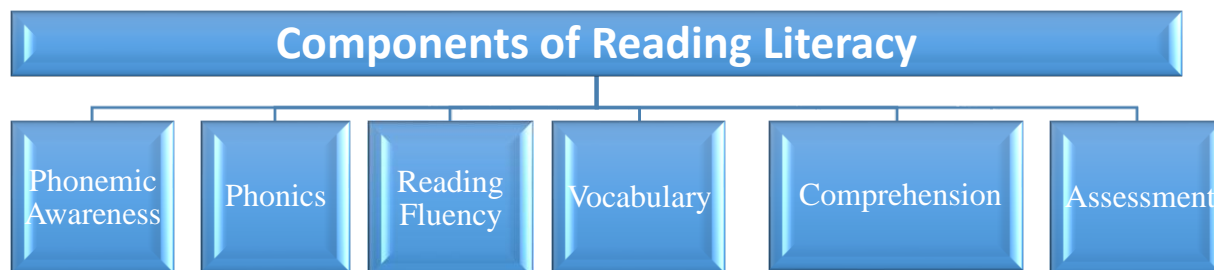 Components of Reading Literacy
Phonemic
Awareness
Phonics
Reading
Fluency
Vocabulary
Comprehension
Assessment